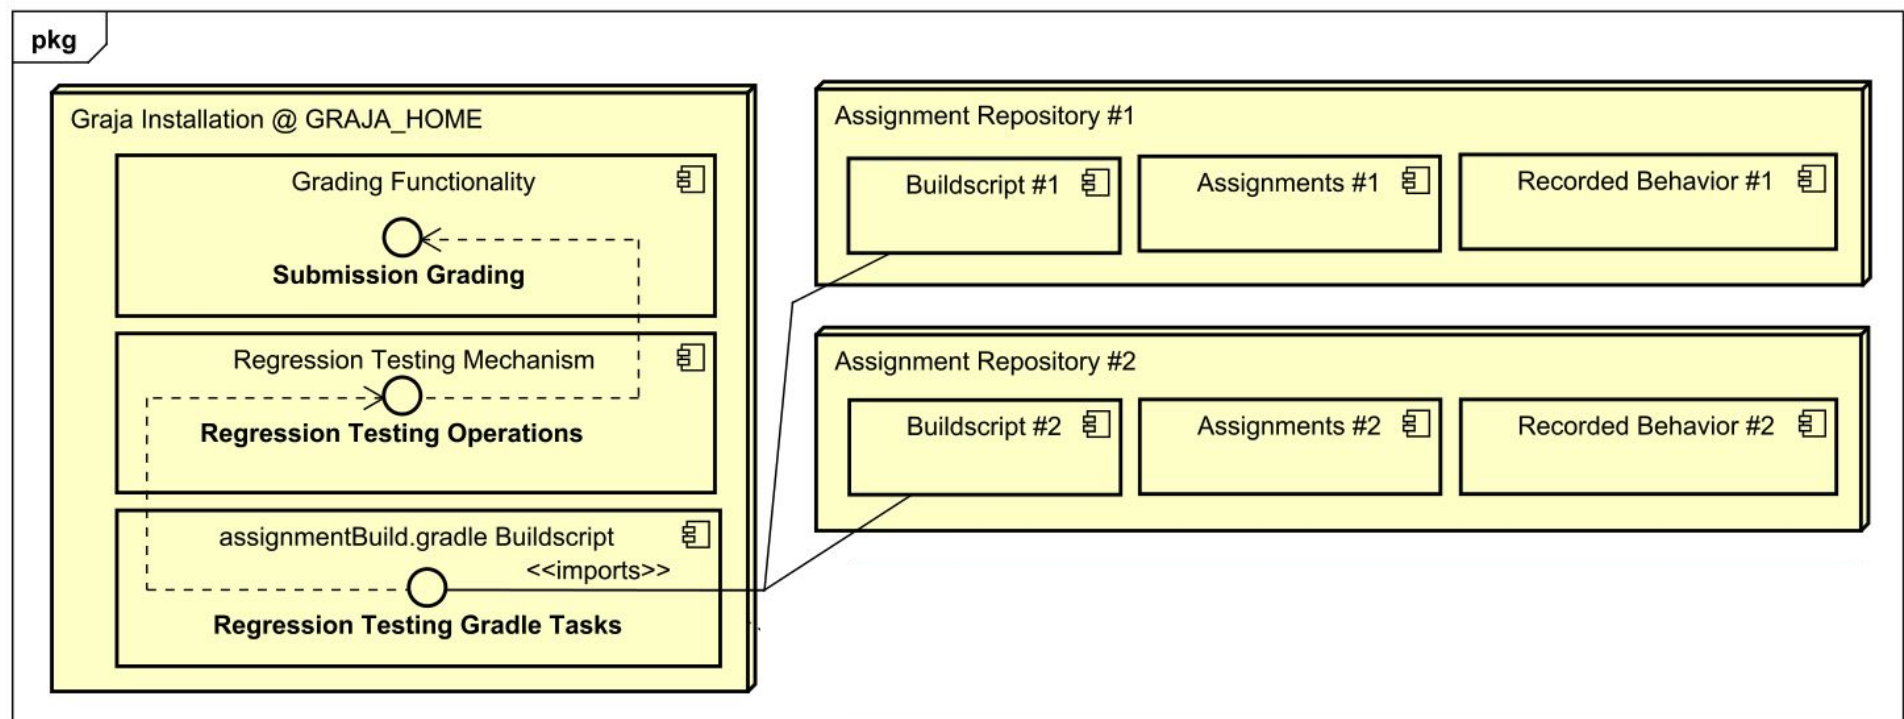 pkg
Graja Installation @ GRAJA_HOME
Grading Functionality
Submission Grading
Regression Testing Mechanism
Regression Testing Operations
assignmentBuild.gradle Buildscript
<<imports>>
Regression Testing Gradle Tasks
Assignment Repository #1
Buildscript #1
Assignments #1
Recorded Behavior #1
Assignment Repository #2
Buildscript #2
Assignments #2
Recorded Behavior #2